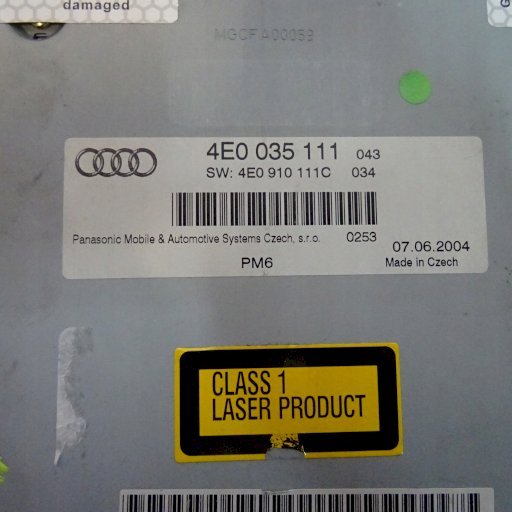 damaged
MGCFA00059
4E0 035 111 043
SW: 4E0 910 111C 034
Panasonic Mobile & Automotive Systems Czech, s.r.o. 0253
07.06.2004
PM6
Made in Czech
CLASS 1
LASER PRODUCT